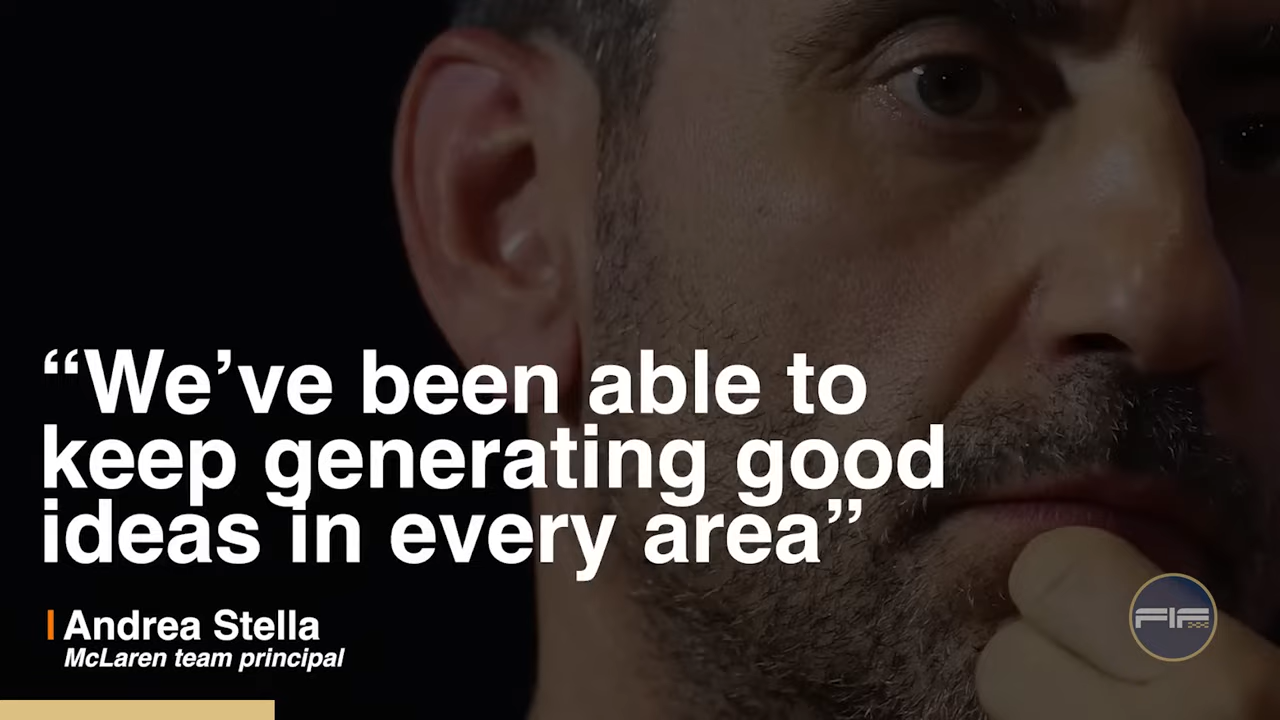 “We’ve been able to
keep generating good
ideas in every area”
Andrea Stella
McLaren team principal
FIF